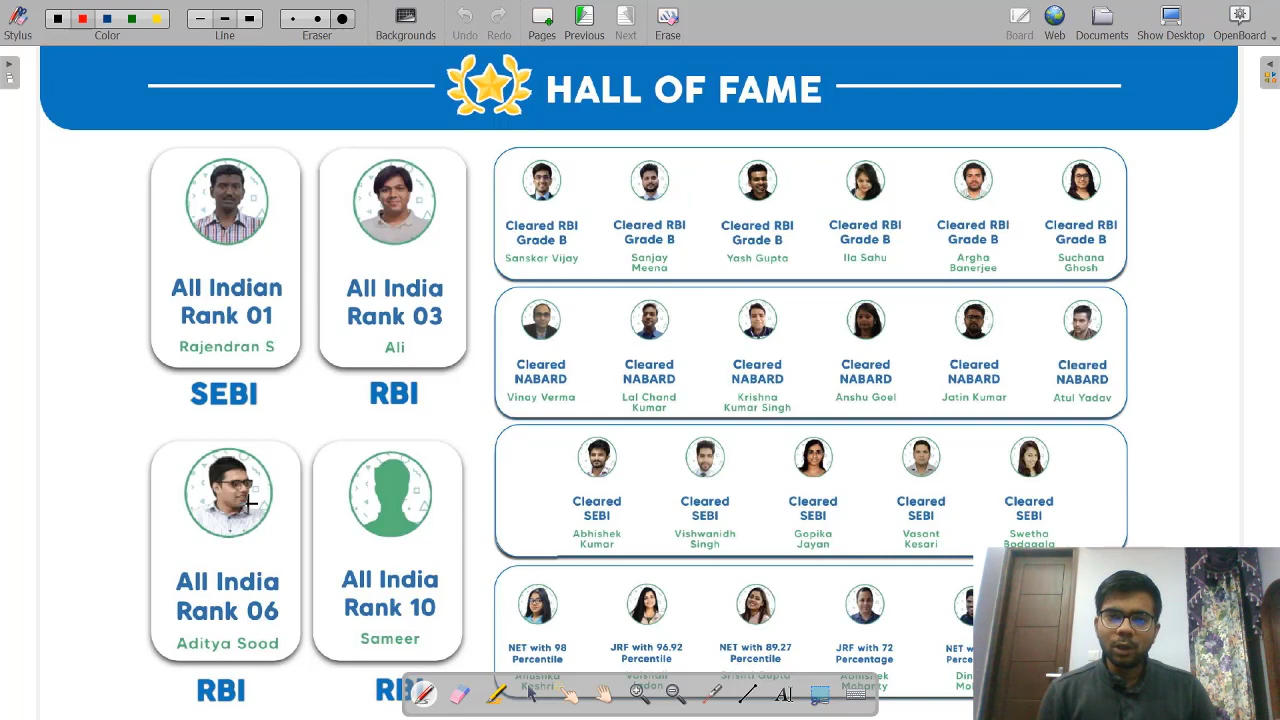 Stylus
Color
Line
Eraser
Backgrounds
Undo
Redo
Pages
Previous
Next
Erase
Board
Web
Documents
Show Desktop
OpenBoard
HALL OF FAME
All Indian
Rank 01
Rajendran S
SEBI
All India
Rank 03
Ali
RBI
All India
Rank 06
Aditya Sood
RBI
All India
Rank 10
Sameer
Cleared RBI
Grade B
Sanskar Vijay
Cleared RBI
Grade B
Sanjay
Meena
Cleared RBI
Grade B
Yash Gupta
Cleared RBI
Grade B
Ila Sahu
Cleared RBI
Grade B
Argha
Banerjee
Cleared RBI
Grade B
Suchana
Ghosh
Cleared
NABARD
Vinay Verma
Cleared
NABARD
Lal Chand
Kumar
Cleared
NABARD
Krishna
Kumar Singh
Cleared
NABARD
Anshu Goel
Cleared
NABARD
Jatin Kumar
Cleared
NABARD
Atul Yadav
Cleared
SEBI
Abhishek
Kumar
Cleared
SEBI
Vishwanidh
Singh
Cleared
SEBI
Gopika
Jayan
Cleared
SEBI
Vasant
Kesari
Cleared
SEBI
Swetha
NET with 98
Percentile
JRF with 96.92
Percentile
NET with 89.27
Percentile
JRF with 72
Percentage